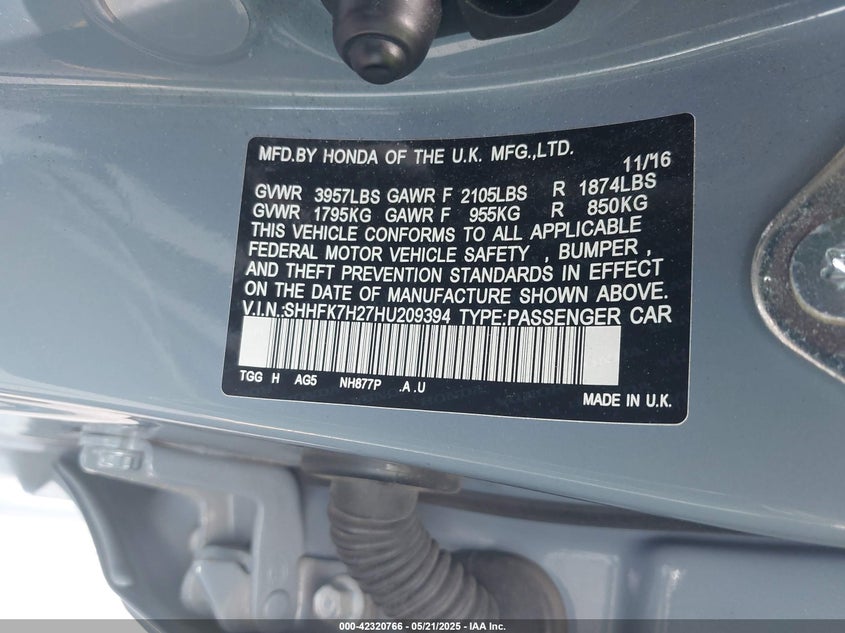 MFD.BY HONDA OF THE U.K. MFG.,LTD. 11/16
GVWR 3957LBS GAWR F 2105LBS R 1874LBS
GVWR 1795KG GAWR F 955KG R 850KG
THIS VEHICLE CONFORMS TO ALL APPLICABLE
FEDERAL MOTOR VEHICLE SAFETY , BUMPER ,
AND THEFT PREVENTION STANDARDS IN EFFECT
ON THE DATE OF MANUFACTURE SHOWN ABOVE.
V.I.N.:SHHFK7H27HU209394 TYPE:PASSENGER CAR
TGG H AG5 NH877P .A .U
MADE IN U.K.
000-42320766 - 05/21/2025 - IAA Inc.